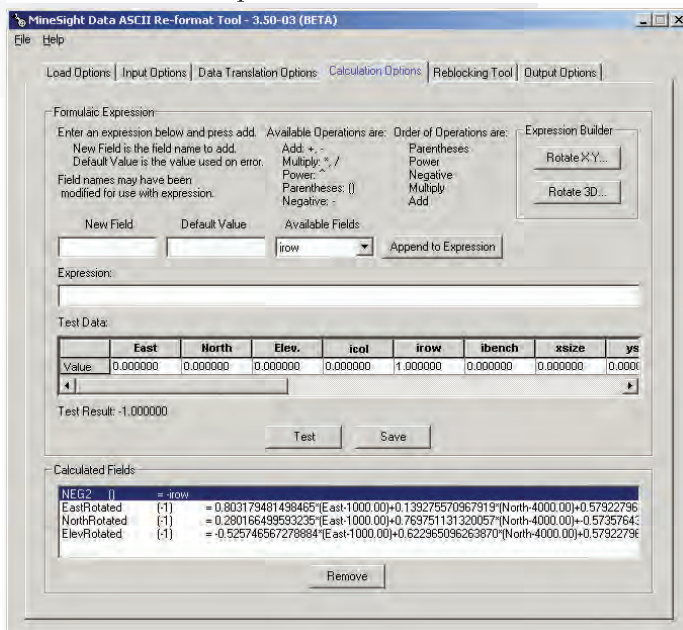 MineSight Data ASCII Re-format Tool - 3.50-03 (BETA)
File Help
Load Options Input Options Data Translation Options Calculation Options Reblocking Tool Output Options
Formulaic Expression
Enter an expression below and press add.
New Field is the field name to add.
Default Value is the value used on error.
Field names may have been
modified for use with expression.
Available Operations are:
Add: +, -
Multiply: *, /
Power: ^
Parentheses: ()
Negative: -
Order of Operations are:
Parentheses
Power
Negative
Multiply
Add
Expression Builder
Rotate X,Y...
Rotate 3D...
New Field Default Value Available Fields
irow Append to Expression
Expression:
Test Data:
East North Elev. icol irow ibench xsize ys
Value 0.000000 0.000000 0.000000 0.000000 1.000000 0.000000 0.000000 0.000
Test Result: -1.000000
Test Save
Calculated Fields
NEG2 () = -irow
EastRotated (-1) = 0.803179481498465*(East-1000.00)+0.139275570967919*(North-4000.00)+0.57922796
NorthRotated (-1) = 0.280166499593235*(East-1000.00)+0.769751131320057*(North-4000.00)+-0.5735764
ElevRotated (-1) = -0.525746567278884*(East-1000.00)+0.622965096263870*(North-4000.00)+0.57922796
Remove